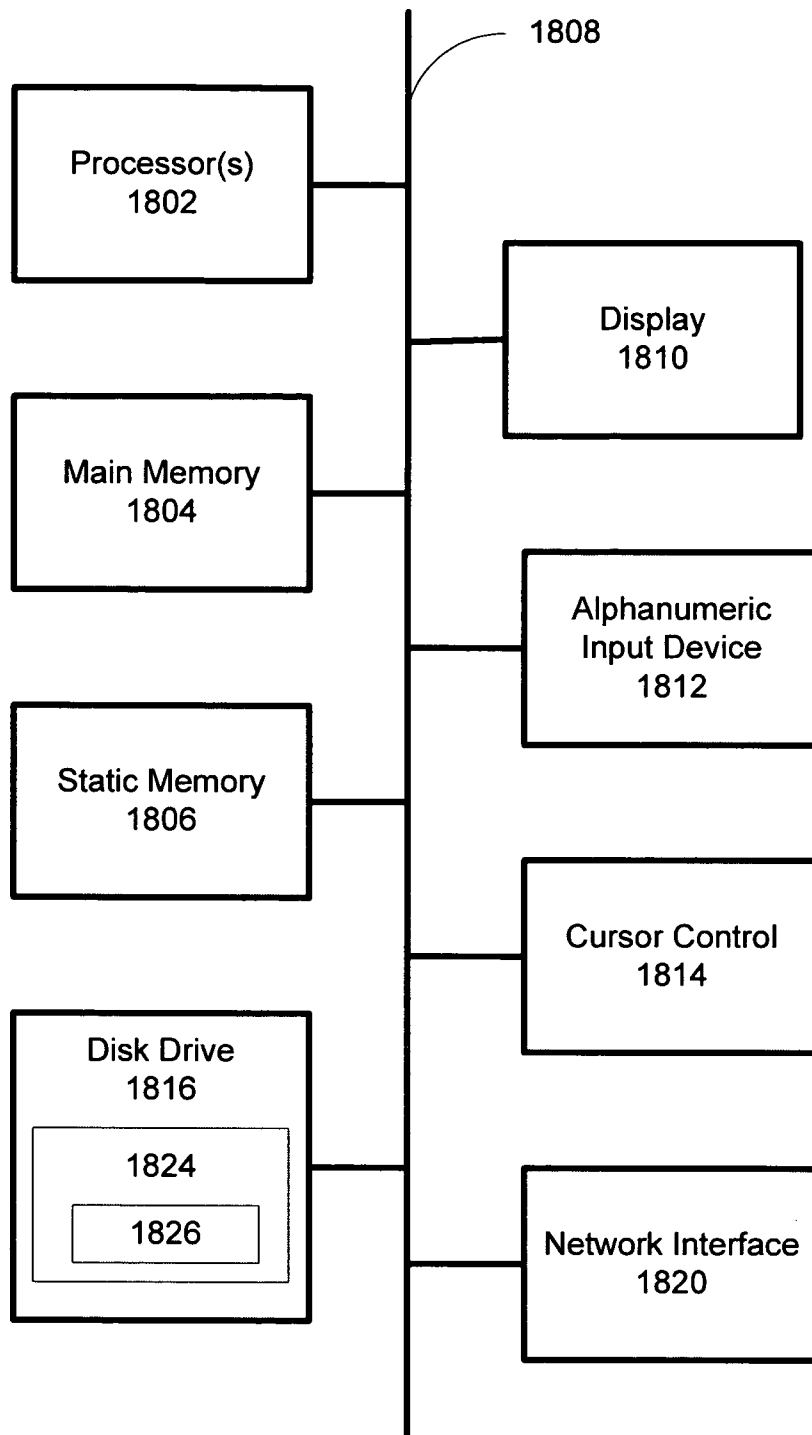 1808
Processor(s)
1802
Display
1810
Main Memory
1804
Alphanumeric
Input Device
1812
Static Memory
1806
Cursor Control
1814
Disk Drive
1816
1824
1826
Network Interface
1820